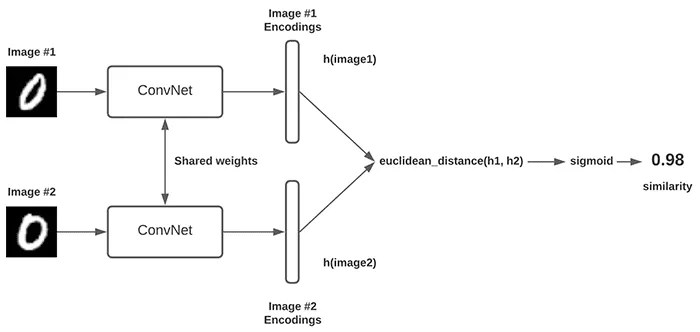 Image #1
Encodings
Image #1
h(image1)
ConvNet
Shared weights
euclidean_distance(h1, h2)
sigmoid
0.98
similarity
Image #2
ConvNet
h(image2)
Image #2
Encodings